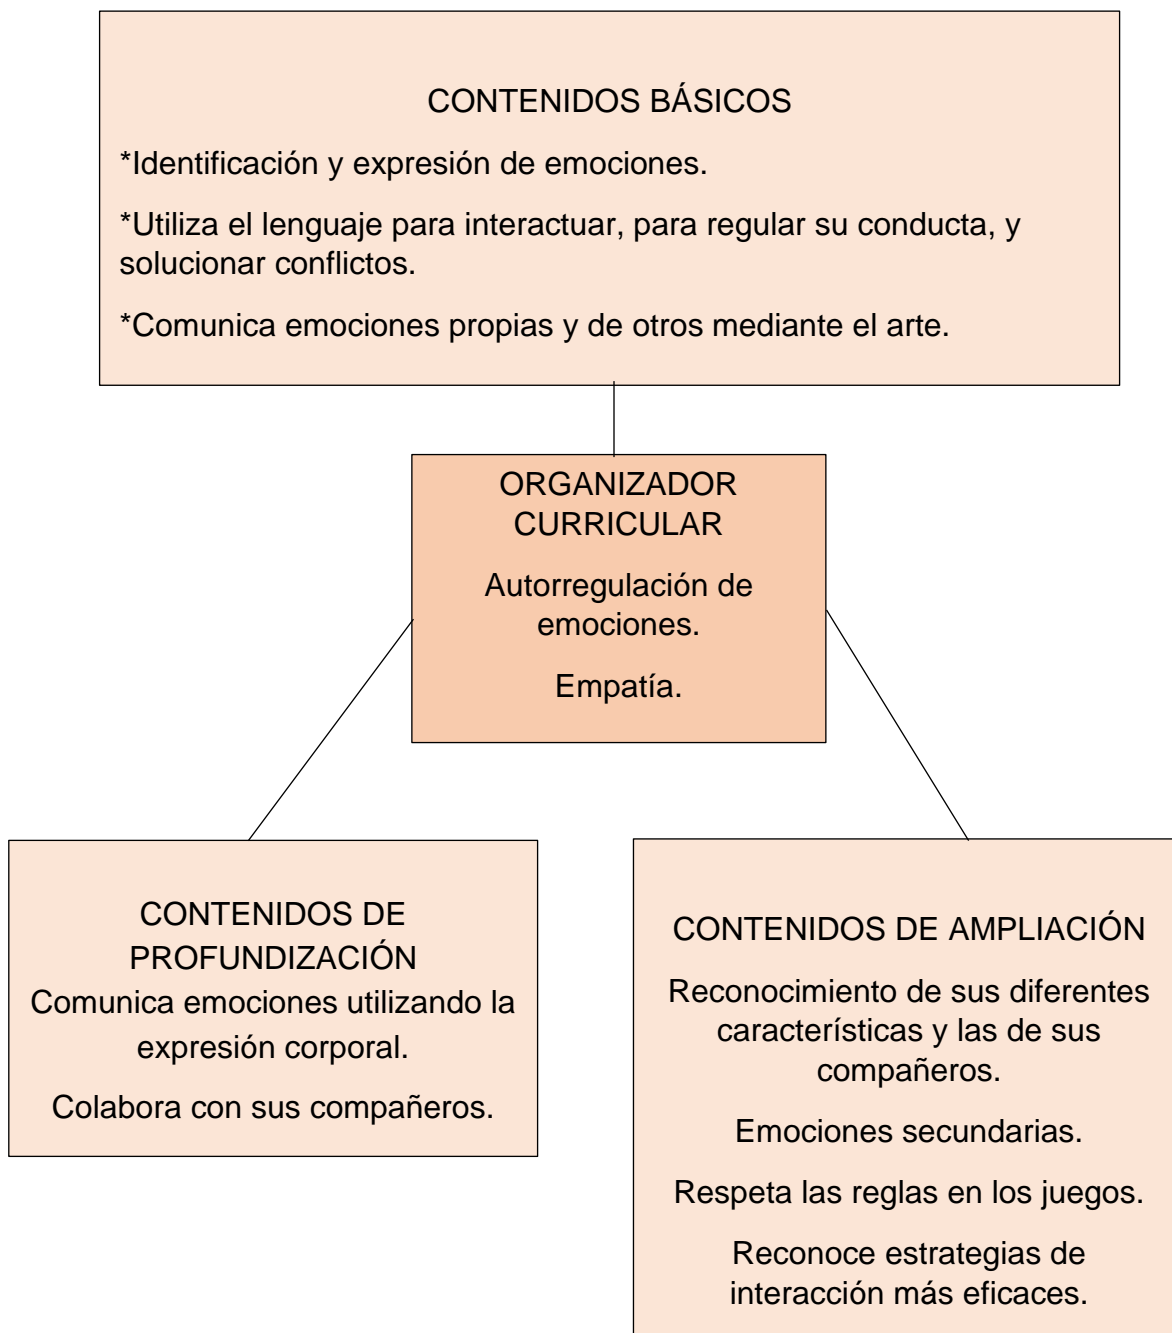 CONTENIDOS BÁSICOS
*Identificación y expresión de emociones.
*Utiliza el lenguaje para interactuar, para regular su conducta, y
solucionar conflictos.
*Comunica emociones propias y de otros mediante el arte.
ORGANIZADOR
CURRICULAR
Autorregulación de
emociones.
Empatía.
CONTENIDOS DE
PROFUNDIZACIÓN
Comunica emociones utilizando la
expresión corporal.
Colabora con sus compañeros.
CONTENIDOS DE AMPLIACIÓN
Reconocimiento de sus diferentes
características y las de sus
compañeros.
Emociones secundarias.
Respeta las reglas en los juegos.
Reconoce estrategias de
interacción más eficaces.